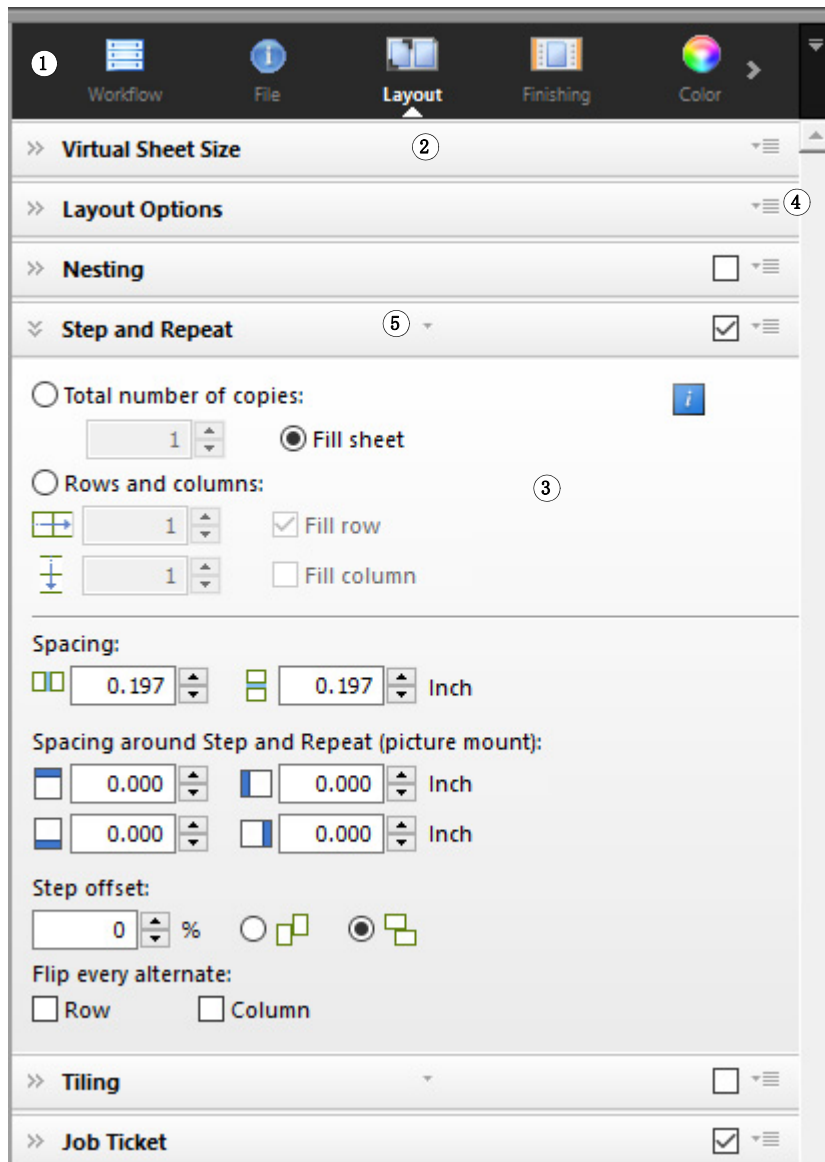 ① Workflow File Layout Finishing Color
Virtual Sheet Size ②
Layout Options ④
Nesting
Step and Repeat ⑤
Total number of copies: i
1 Fill sheet
Rows and columns: ③
1 Fill row
1 Fill column
Spacing:
0.197 0.197 Inch
Spacing around Step and Repeat (picture mount):
0.000 0.000 Inch
0.000 0.000 Inch
Step offset:
0 %
Flip every alternate:
Row Column
Tiling
Job Ticket